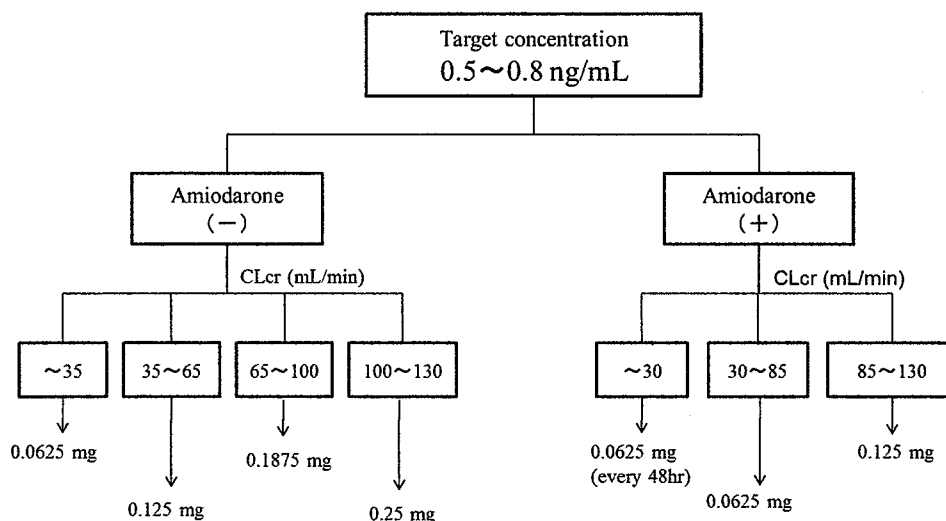 Target concentration
0.5～0.8 ng/mL
Amiodarone
(－)
Amiodarone
(＋)
CLcr (mL/min)
CLcr (mL/min)
～35
35～65
65～100
100～130
～30
30～85
85～130
0.0625 mg
0.125 mg
0.1875 mg
0.25 mg
0.0625 mg
(every 48hr)
0.0625 mg
0.125 mg